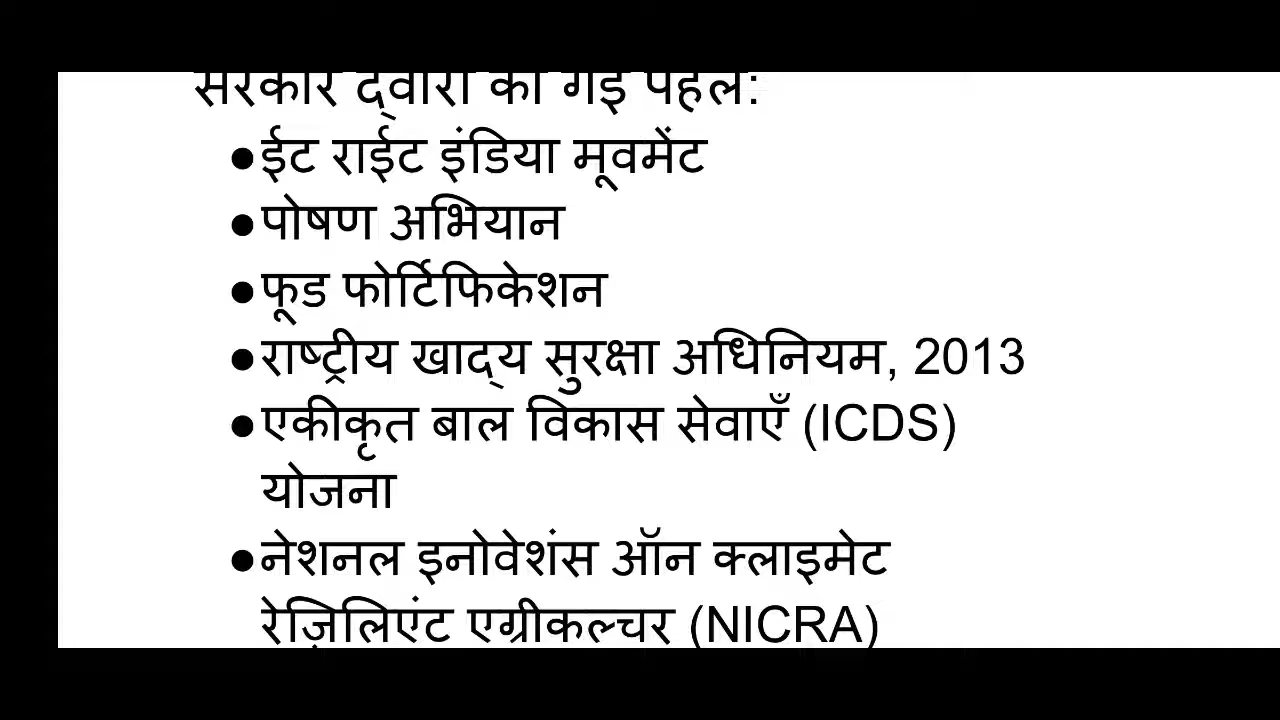 सरकार द्वारा की गई पहल:
●ईट राईट इंडिया मूवमेंट
●पोषण अभियान
●फूड फोर्टिफिकेशन
●राष्ट्रीय खाद्य सुरक्षा अधिनियम, 2013
●एकीकृत बाल विकास सेवाएँ (ICDS)
योजना
●नेशनल इनोवेशंस ऑन क्लाइमेट
रेज़िलिएंट एग्रीकल्चर (NICRA)